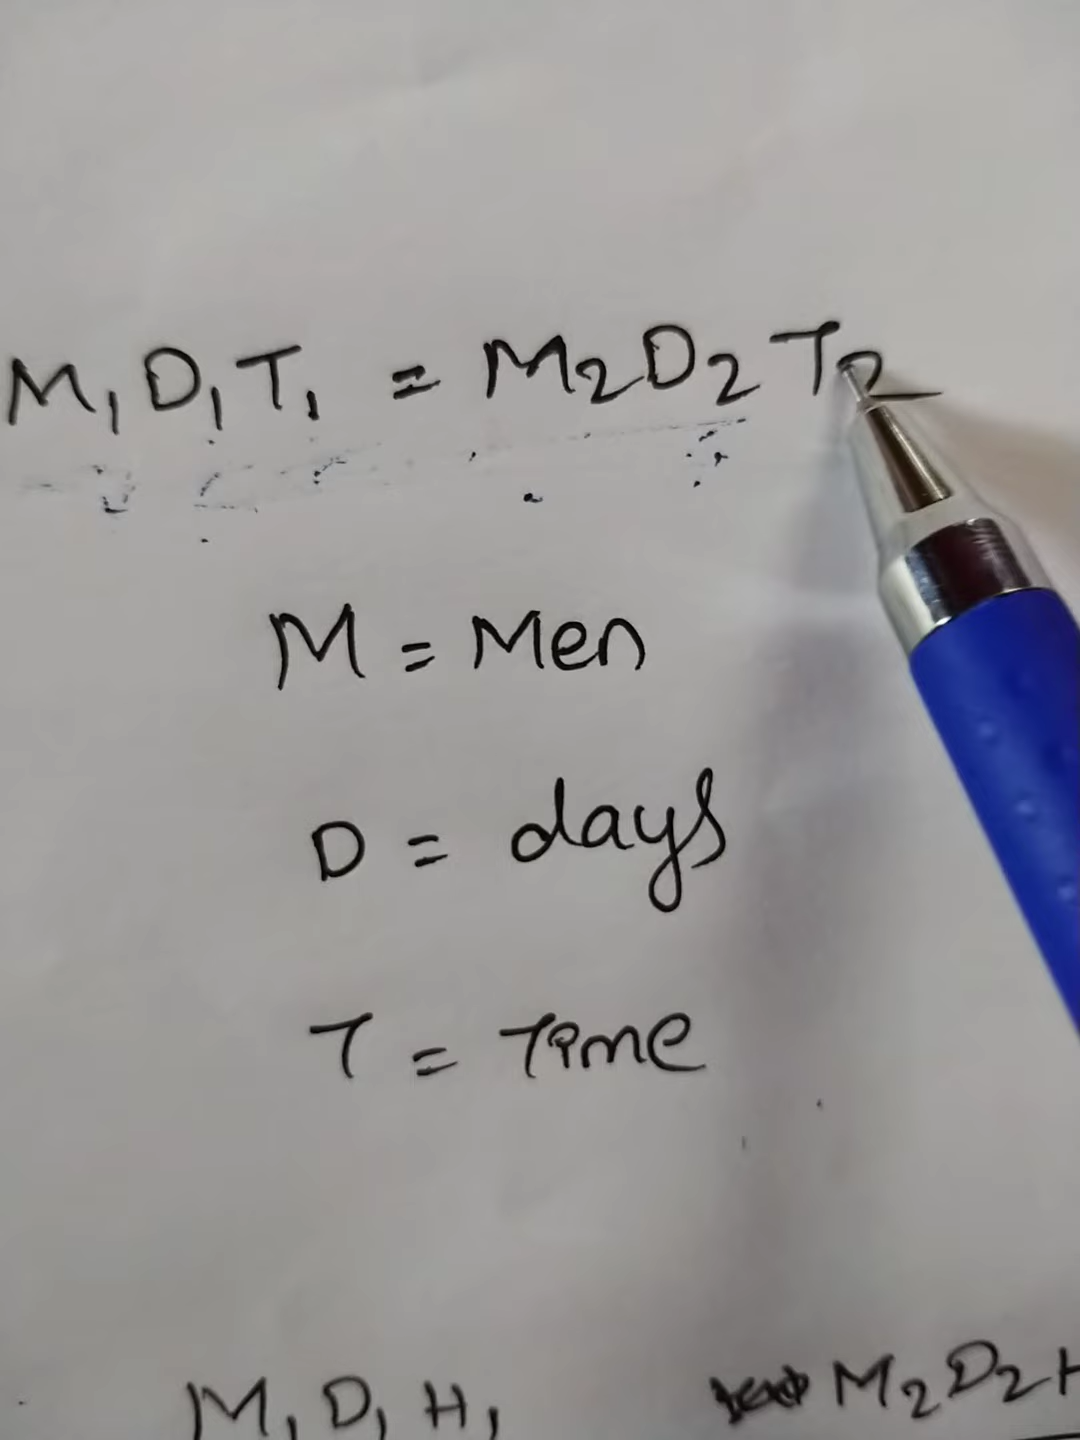 M₁D₁T₁ = M₂D₂T₂
M = Men
D = days
T = Time
M₁D₁H₁ M₂D₂H